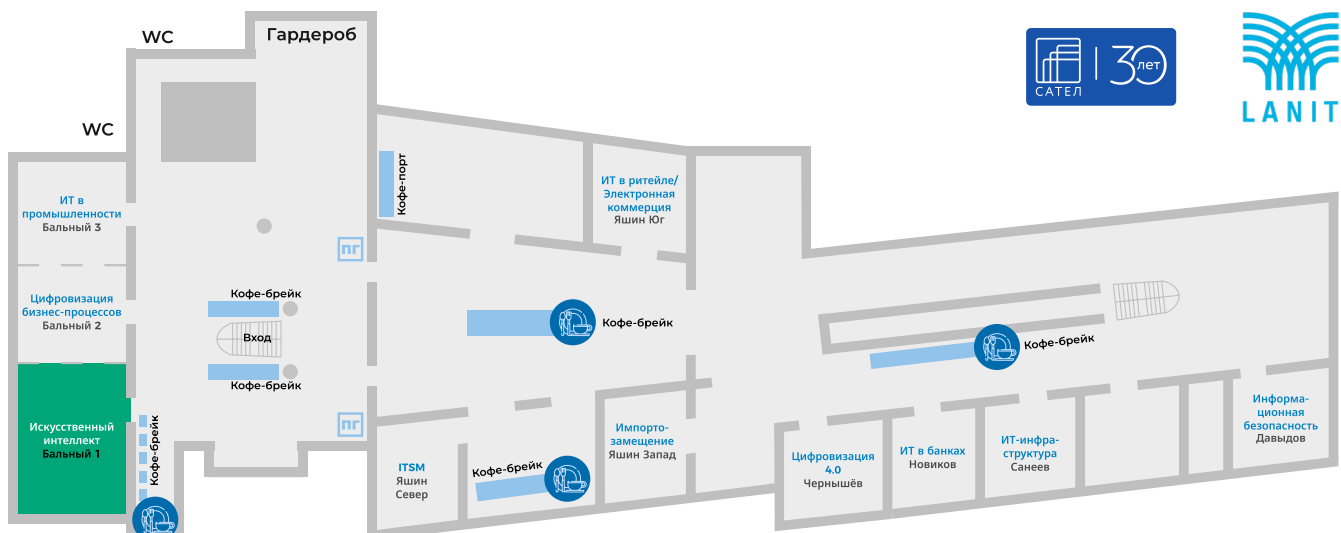 WC
Гардероб
WC
САТЕЛ
30 лет
LANIT
ИТ в
промышленности
Бальный 3
Цифровизация
бизнес-процессов
Бальный 2
Искусственный
интеллект
Бальный 1
Кофе-брейк
Кофе-брейк
Вход
Кофе-брейк
пг
пг
Кофе-порт
ИТ в ритейле/
Электронная
коммерция
Яшин Юг
Кофе-брейк
ITSM
Яшин
Север
Кофе-брейк
Импорто-
замещение
Яшин Запад
Кофе-брейк
Цифровизация
4.0
Чернышёв
ИТ в банках
Новиков
ИТ-инфра-
структура
Санеев
Информа-
ционная
безопасность
Давыдов